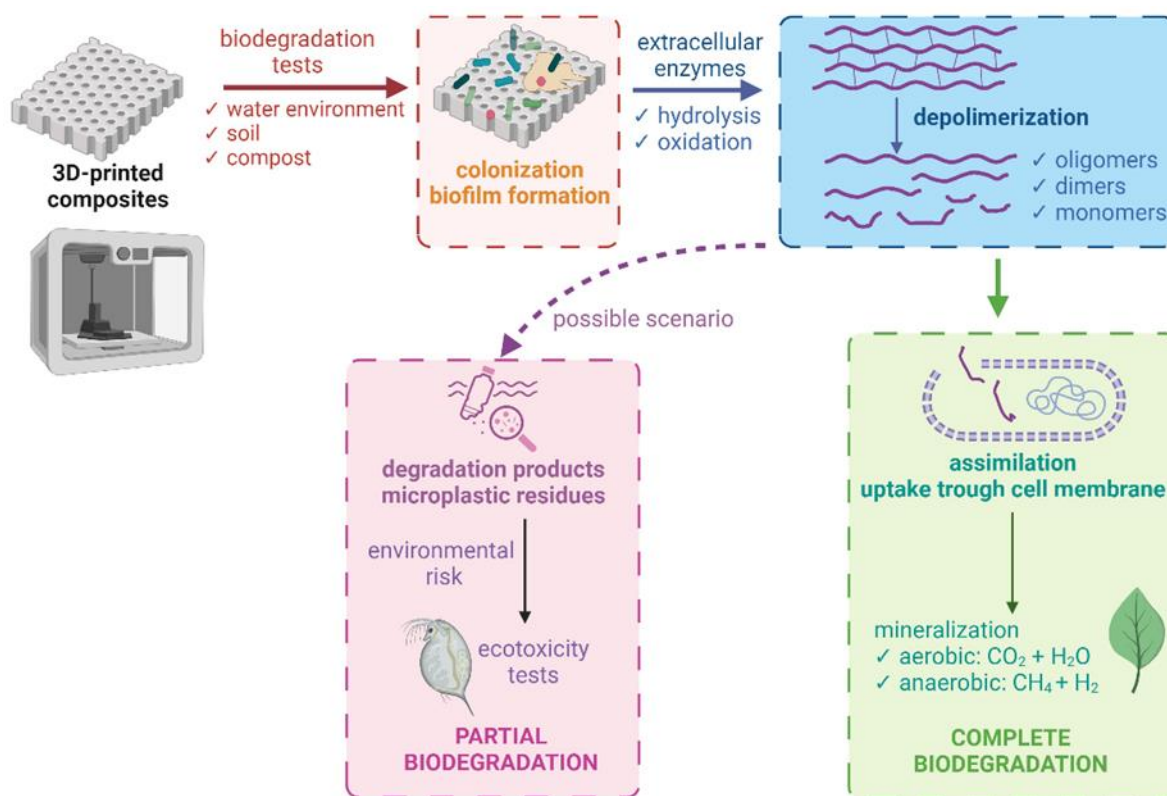 biodegradation
tests
✓ water environment
✓ soil
✓ compost
3D-printed
composites
colonization
biofilm formation
extracellular
enzymes
✓ hydrolysis
✓ oxidation
depolimerization
✓ oligomers
✓ dimers
✓ monomers
possible scenario
degradation products
microplastic residues
environmental
risk
ecotoxicity
tests
PARTIAL
BIODEGRADATION
assimilation
uptake trough cell membrane
mineralization
✓ aerobic: CO₂ + H₂O
✓ anaerobic: CH₄ + H₂
COMPLETE
BIODEGRADATION